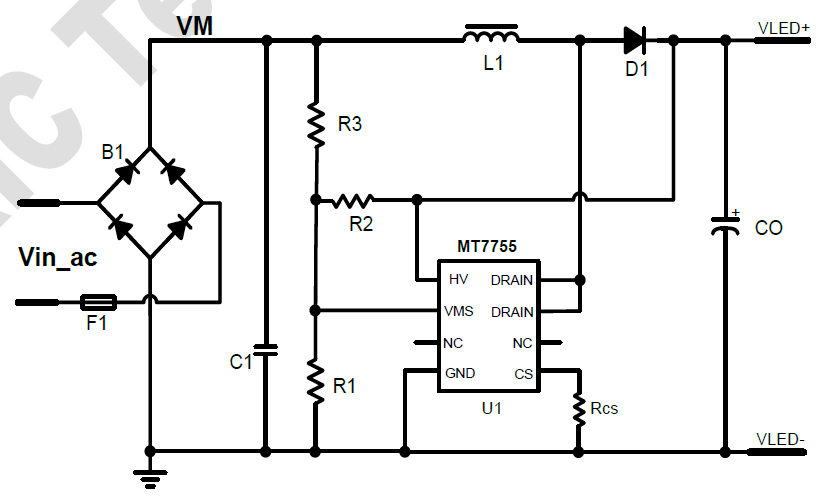 VM
VLED+
L1
D1
R3
B1
R2
+
CO
Vin_ac
MT7755
HV
DRAIN
VMS
DRAIN
F1
NC
NC
C1
GND
CS
R1
U1
Rcs
VLED-